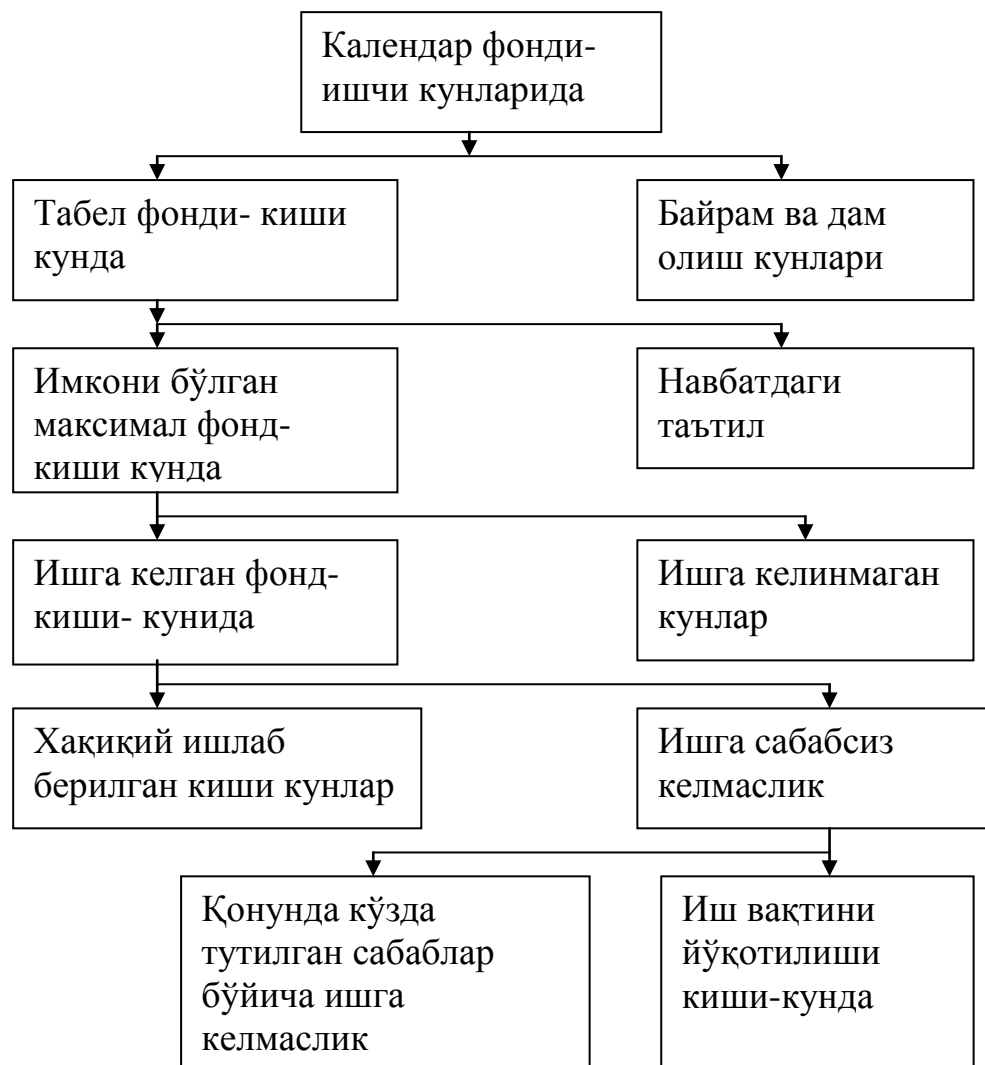 Календар фонди-
ишчи кунларида
Табел фонди- киши
кунда
Байрам ва дам
олиш кунлари
Имкони бўлган
максимал фонд-
киши кунда
Навбатдаги
таътил
Ишга келган фонд-
киши- кунида
Ишга келинмаган
кунлар
Хақиқий ишлаб
берилган киши кунлар
Ишга сабабсиз
келмаслик
Қонунда кўзда
тутилган сабаблар
бўйича ишга
келмаслик
Иш вақтини
йўқотилиши
киши-кунда